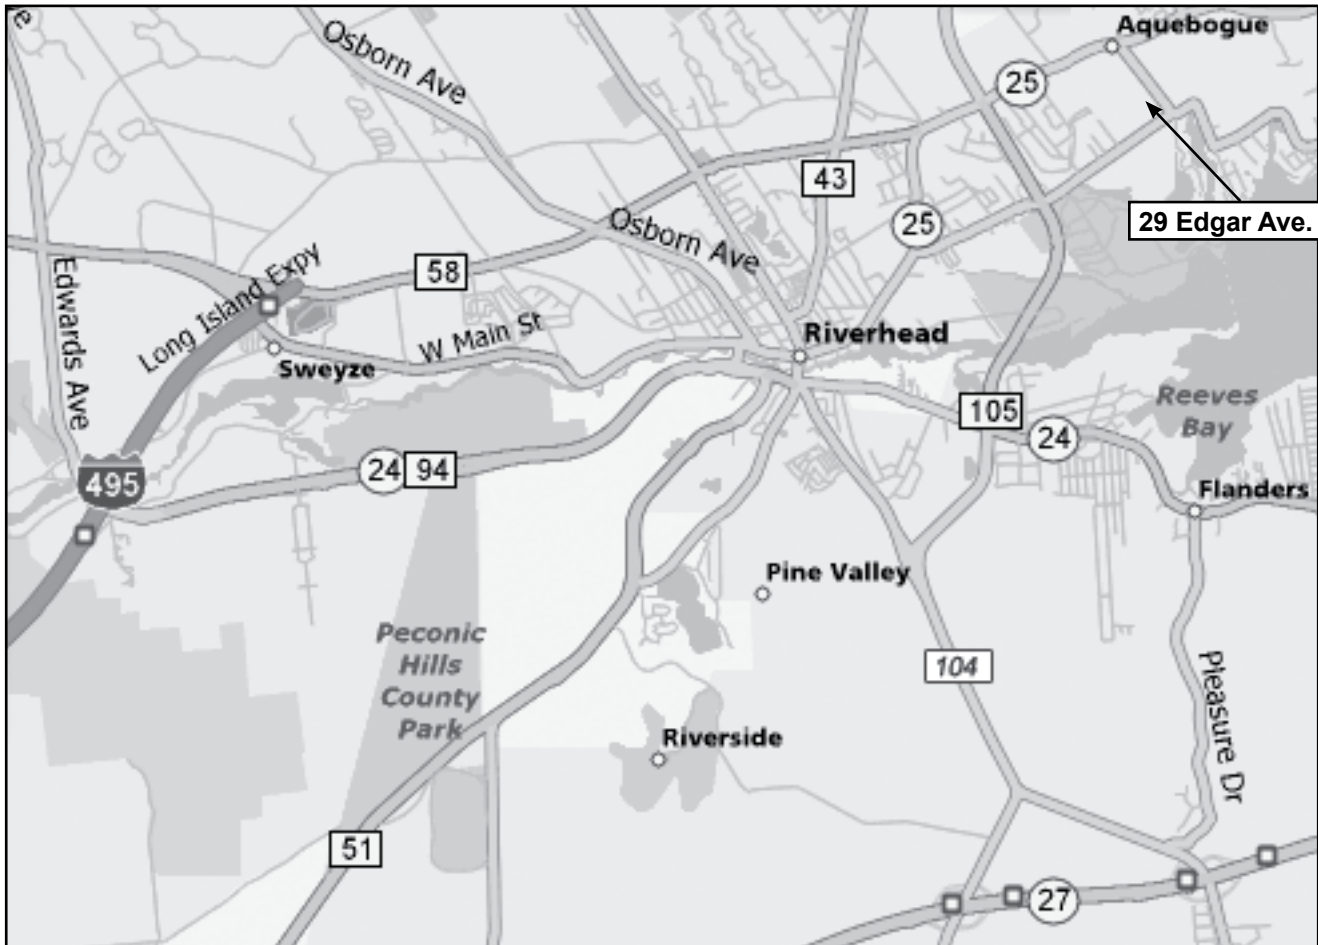 Aquebogue
Osborn Ave
25
43
29 Edgar Ave.
25
Osborn Ave
58
Long Island Expy
Edwards Ave
W Main St
Riverhead
Sweyze
105
Reeves
Bay
24
24
94
495
Flanders
Pine Valley
Peconic
Hills
County
Park
104
Pleasure Dr
Riverside
51
27